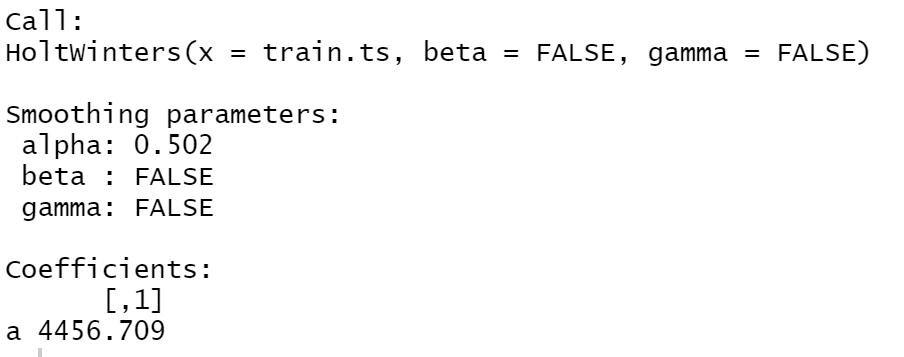 Call:
HoltWinters(x = train.ts, beta = FALSE, gamma = FALSE)
Smoothing parameters:
alpha: 0.502
beta : FALSE
gamma: FALSE
Coefficients:
[,1]
a 4456.709